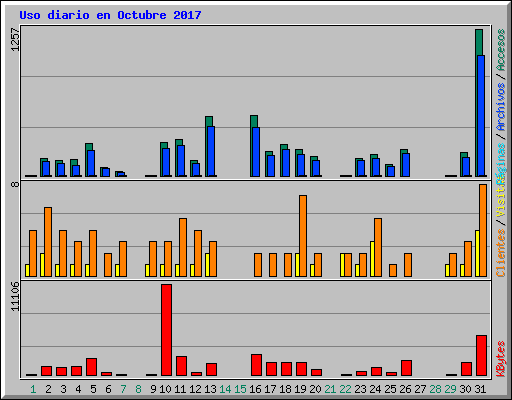 Uso diario en Octubre 2017
1257
8
11106
Accesos / Archivos / Páginas
Visitas / Clientes
KBytes
1 2 3 4 5 6 7 8 9 10 11 12 13 14 15 16 17 18 19 20 21 22 23 24 25 26 27 28 29 30 31